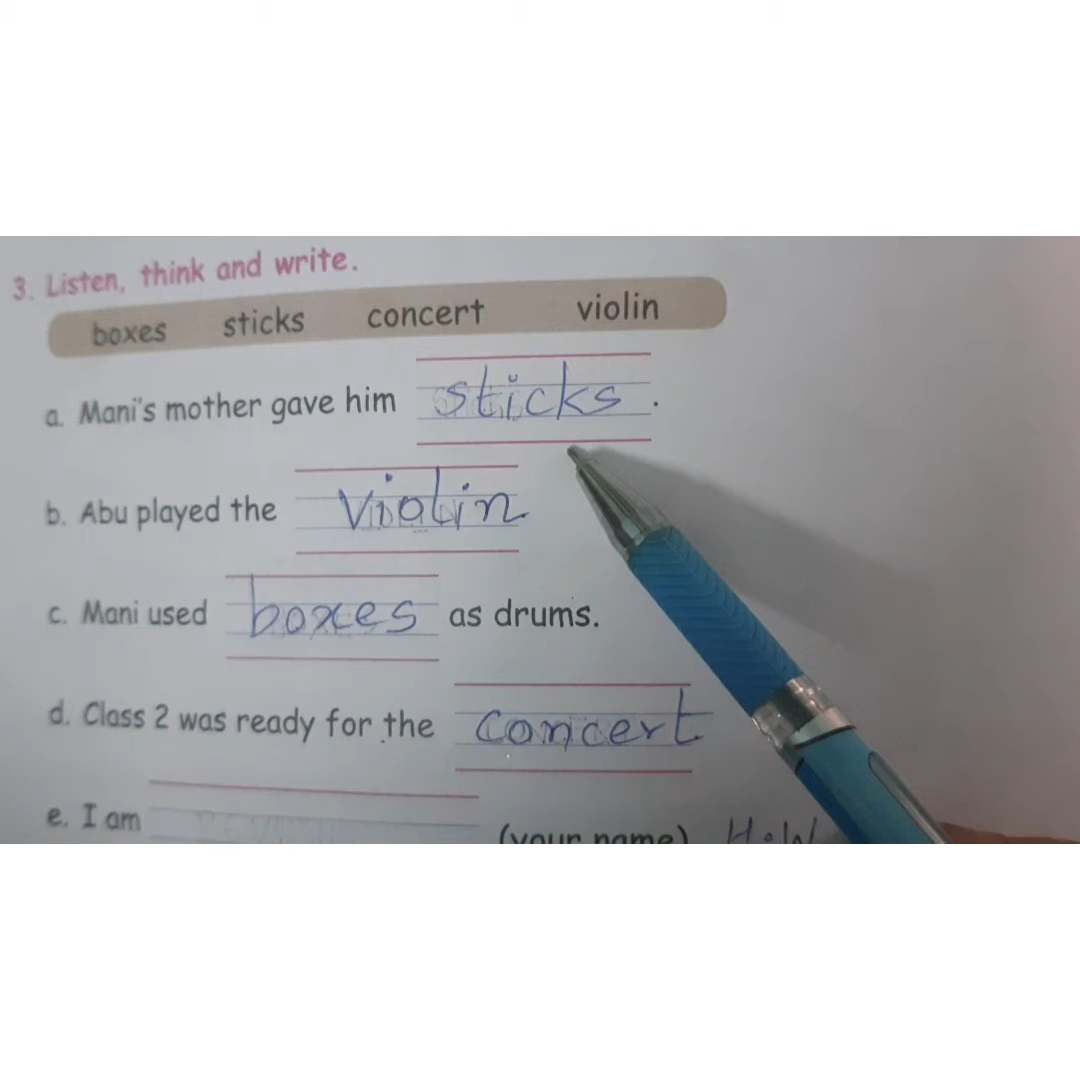 3. Listen, think and write.
boxes sticks concert violin
a. Mani's mother gave him sticks.
b. Abu played the violin
c. Mani used boxes as drums.
d. Class 2 was ready for the concert
e. I am (your name) H.W